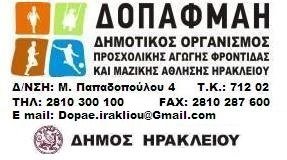 ΔΟΠΑΦΜΑΗ
ΔΗΜΟΤΙΚΟΣ ΟΡΓΑΝΙΣΜΟΣ
ΠΡΟΣΧΟΛΙΚΗΣ ΑΓΩΓΗΣ ΦΡΟΝΤΙΔΑΣ
ΚΑΙ ΜΑΖΙΚΗΣ ΑΘΛΗΣΗΣ ΗΡΑΚΛΕΙΟΥ
Δ/ΝΣΗ: Μ. Παπαδοπούλου 4 Τ.Κ.: 712 02
ΤΗΛ: 2810 300 100 FAX: 2810 287 600
E mail: Dopae.irakliou@Gmail.com
ΔΗΜΟΣ ΗΡΑΚΛΕΙΟΥ